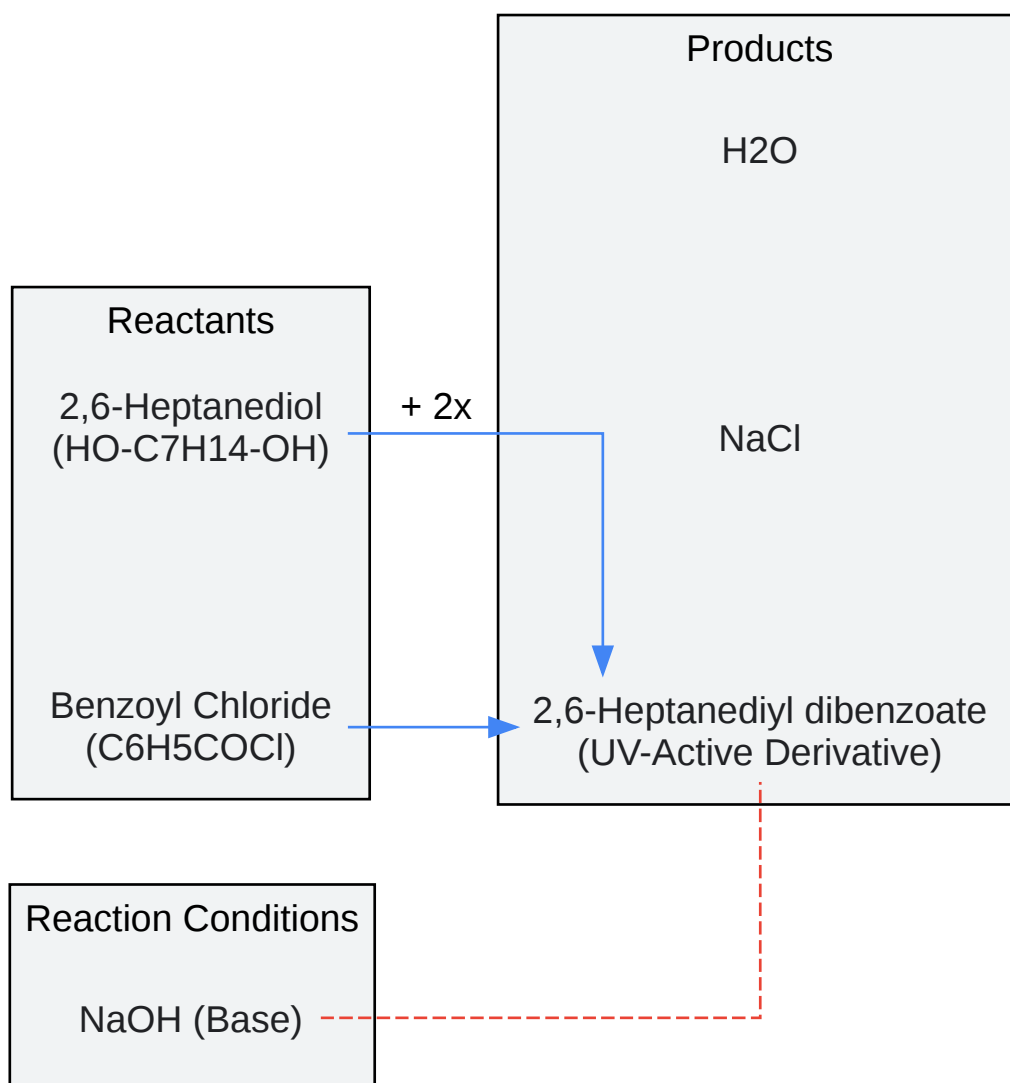 Products
H2O
NaCl
2,6-Heptanediyl dibenzoate
(UV-Active Derivative)
Reactants
2,6-Heptanediol
(HO-C7H14-OH)
+ 2x
Benzoyl Chloride
(C6H5COCl)
Reaction Conditions
NaOH (Base)